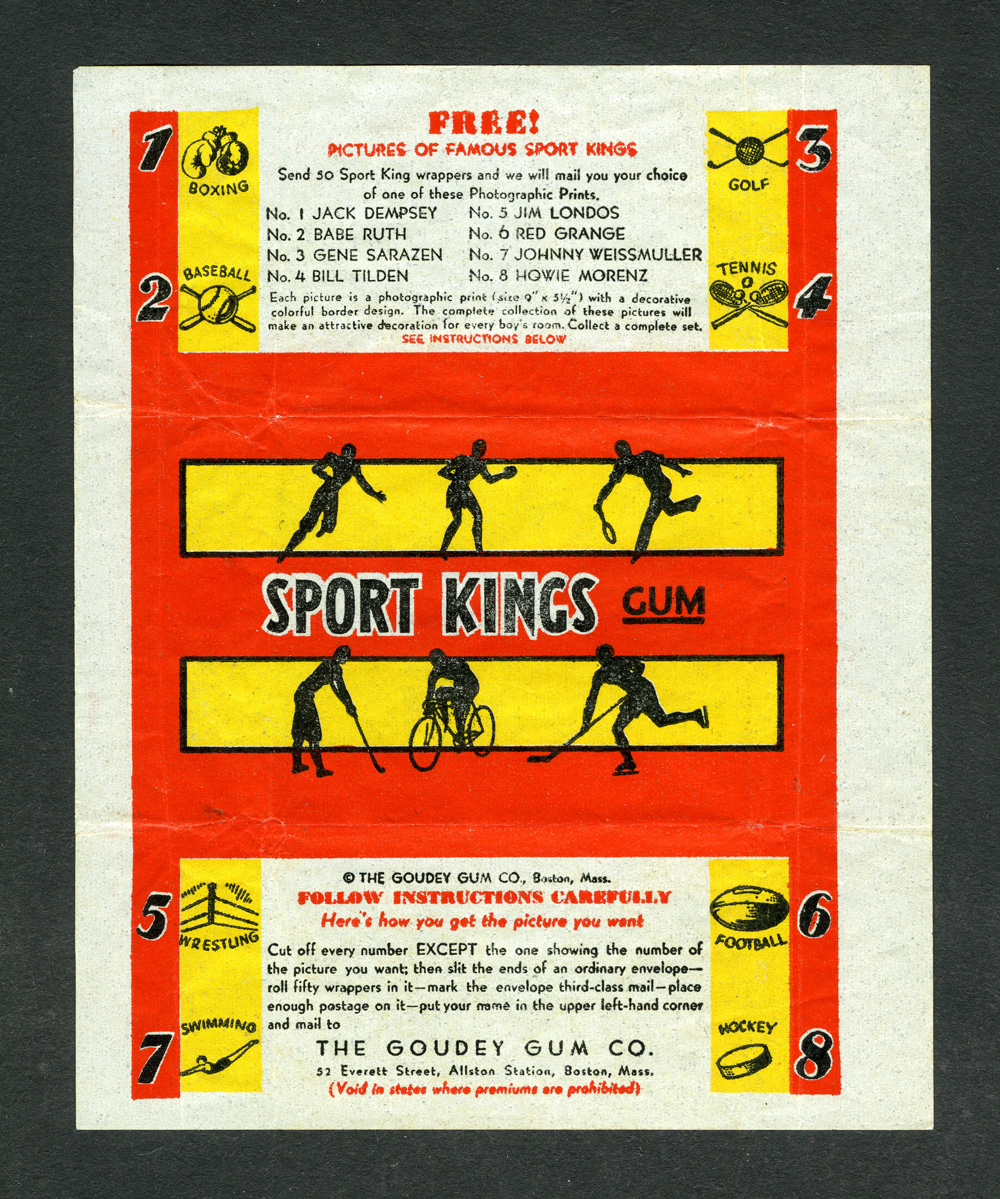 FREE!
PICTURES OF FAMOUS SPORT KINGS
Send 50 Sport King wrappers and we will mail you your choice
of one of these Photographic Prints.
No. 1 JACK DEMPSEY
No. 2 BABE RUTH
No. 3 GENE SARAZEN
No. 4 BILL TILDEN
No. 5 JIM LONDOS
No. 6 RED GRANGE
No. 7 JOHNNY WEISSMULLER
No. 8 HOWIE MORENZ
Each picture is a photographic print (size 9" x 5½") with a decorative
colorful border design. The complete collection of these pictures will
make an attractive decoration for every boy's room. Collect a complete set.
SEE INSTRUCTIONS BELOW
1
BOXING
2
BASEBALL
3
GOLF
4
TENNIS
SPORT KINGS GUM
5
WRESTLING
7
SWIMMING
© THE GOUDEY GUM CO., Boston, Mass.
FOLLOW INSTRUCTIONS CAREFULLY
Here's how you get the picture you want
Cut off every number EXCEPT the one showing the number of
the picture you want; then slit the ends of an ordinary envelope—
roll fifty wrappers in it—mark the envelope third-class mail—place
enough postage on it—put your name in the upper left-hand corner
and mail to
THE GOUDEY GUM CO.
52 Everett Street, Allston Station, Boston, Mass.
(Void in states where premiums are prohibited)
6
FOOTBALL
HOCKEY
8